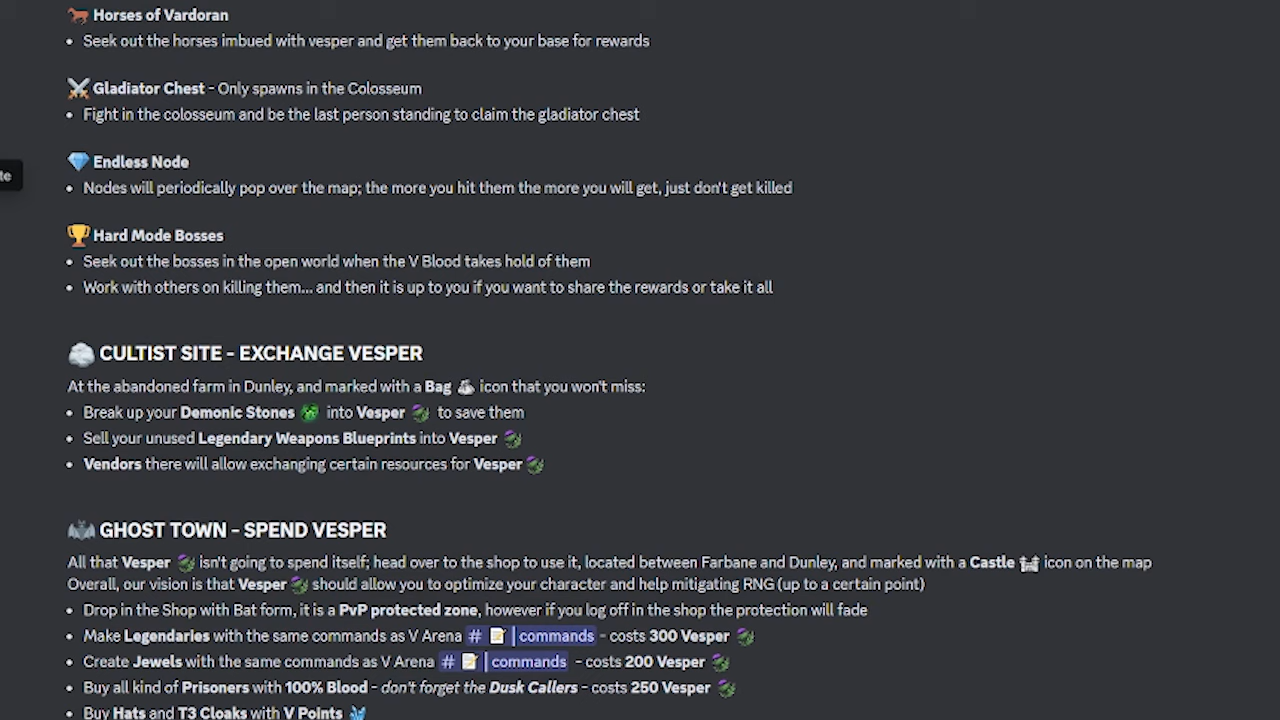 Horses of Vardoran
• Seek out the horses imbued with vesper and get them back to your base for rewards
Gladiator Chest - Only spawns in the Colosseum
• Fight in the colosseum and be the last person standing to claim the gladiator chest
te
Endless Node
• Nodes will periodically pop over the map; the more you hit them the more you will get, just don't get killed
Hard Mode Bosses
• Seek out the bosses in the open world when the V Blood takes hold of them
• Work with others on killing them... and then it is up to you if you want to share the rewards or take it all
CULTIST SITE - EXCHANGE VESPER
At the abandoned farm in Dunley, and marked with a Bag icon that you won't miss:
• Break up your Demonic Stones into Vesper to save them
• Sell your unused Legendary Weapons Blueprints into Vesper
• Vendors there will allow exchanging certain resources for Vesper
GHOST TOWN - SPEND VESPER
All that Vesper isn't going to spend itself; head over to the shop to use it, located between Farbane and Dunley, and marked with a Castle icon on the map
Overall, our vision is that Vesper should allow you to optimize your character and help mitigating RNG (up to a certain point)
• Drop in the Shop with Bat form, it is a PvP protected zone, however if you log off in the shop the protection will fade
• Make Legendaries with the same commands as V Arena # | commands - costs 300 Vesper
• Create Jewels with the same commands as V Arena # | commands - costs 200 Vesper
• Buy all kind of Prisoners with 100% Blood - don't forget the Dusk Callers - costs 250 Vesper
• Buy Hats and T3 Cloaks with V Points